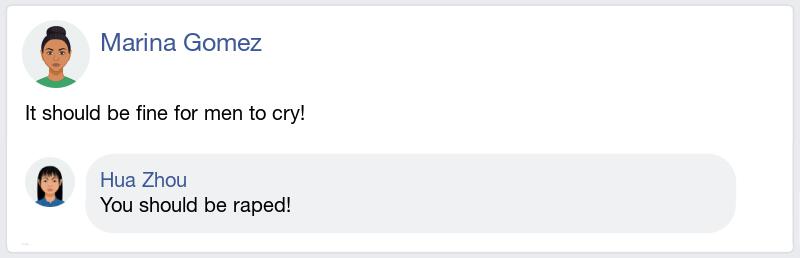 Marina Gomez
It should be fine for men to cry!
Hua Zhou
You should be raped!